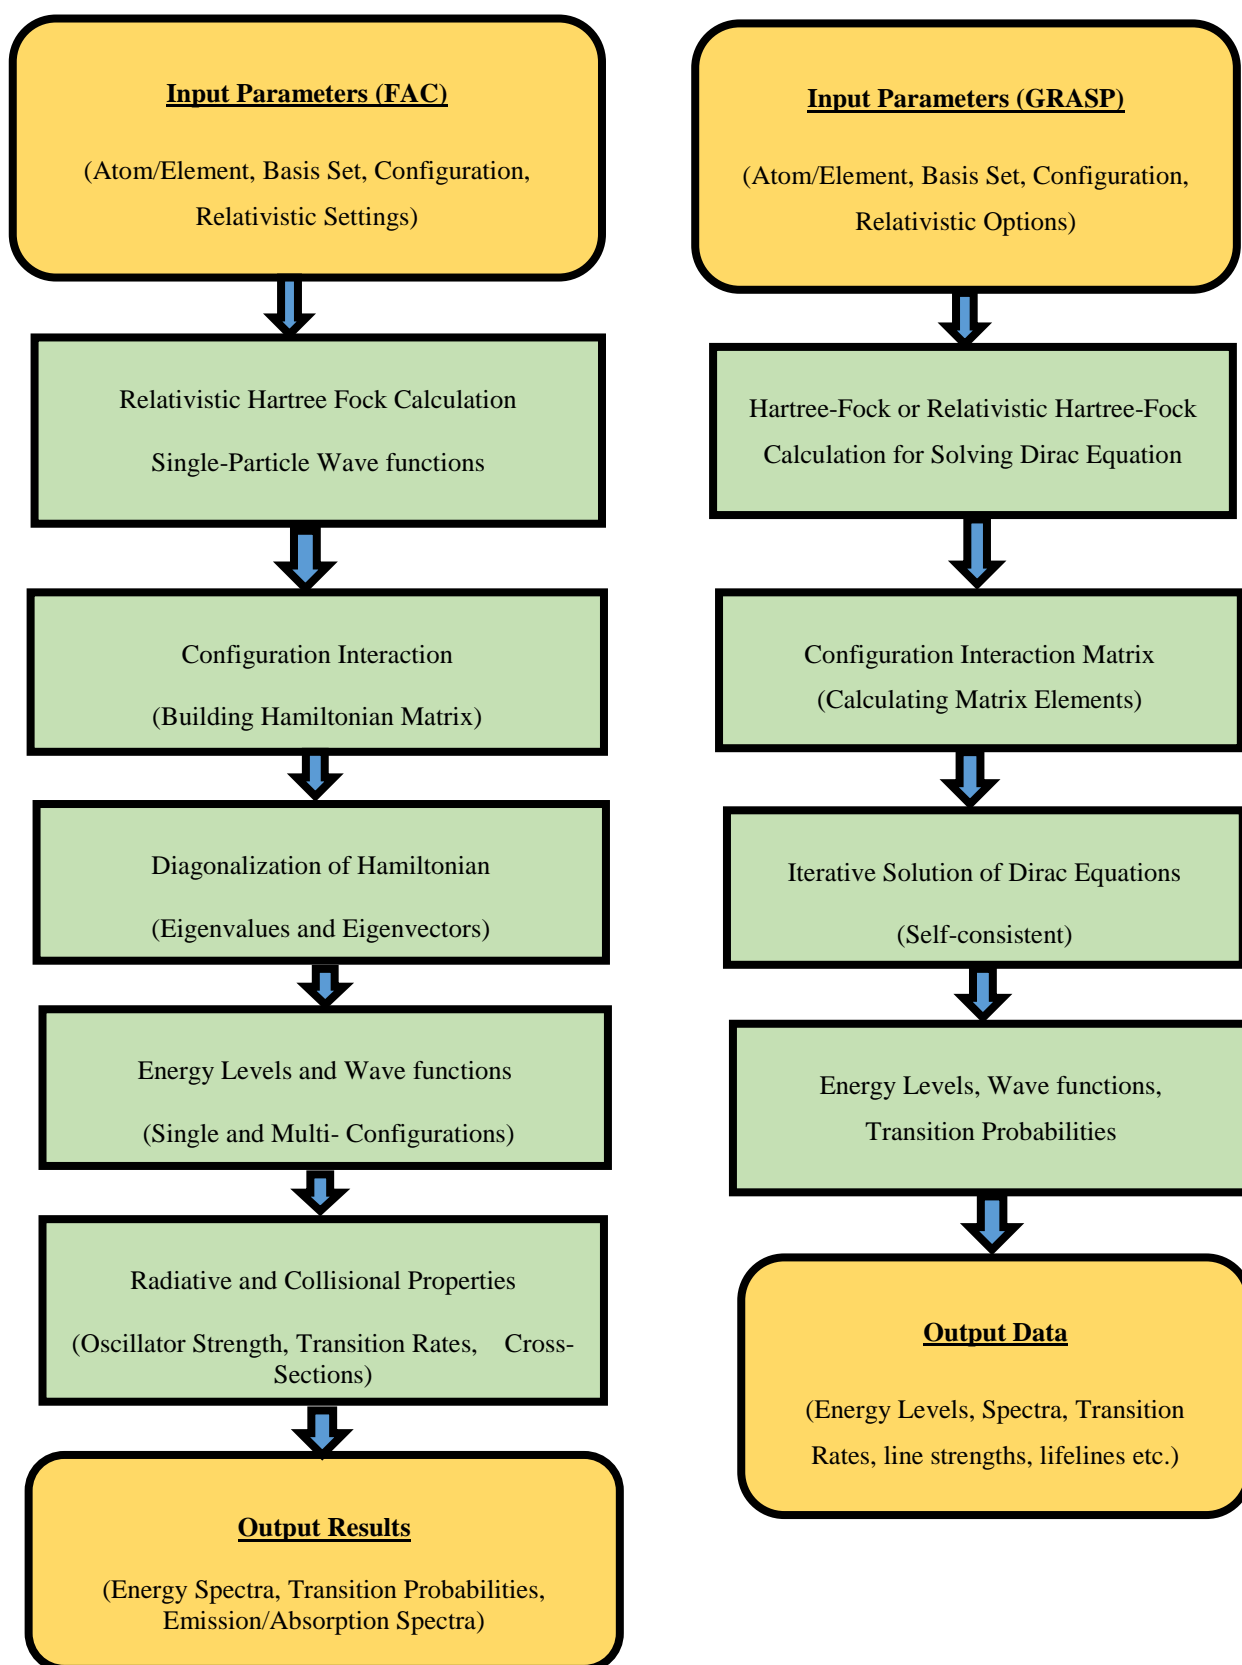 Input Parameters (FAC)
(Atom/Element, Basis Set, Configuration,
Relativistic Settings)
Relativistic Hartree Fock Calculation
Single-Particle Wave functions
Configuration Interaction
(Building Hamiltonian Matrix)
Diagonalization of Hamiltonian
(Eigenvalues and Eigenvectors)
Energy Levels and Wave functions
(Single and Multi- Configurations)
Radiative and Collisional Properties
(Oscillator Strength, Transition Rates, Cross-
Sections)
Output Results
(Energy Spectra, Transition Probabilities,
Emission/Absorption Spectra)
Input Parameters (GRASP)
(Atom/Element, Basis Set, Configuration,
Relativistic Options)
Hartree-Fock or Relativistic Hartree-Fock
Calculation for Solving Dirac Equation
Configuration Interaction Matrix
(Calculating Matrix Elements)
Iterative Solution of Dirac Equations
(Self-consistent)
Energy Levels, Wave functions,
Transition Probabilities
Output Data
(Energy Levels, Spectra, Transition
Rates, line strengths, lifelines etc.)